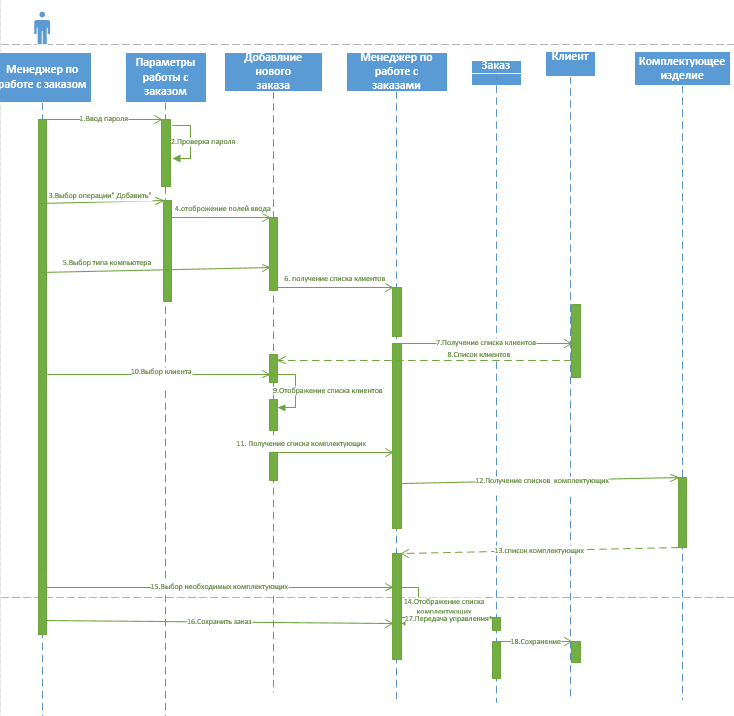 Менеджер по
работе с заказом
Параметры
работы с
заказом
Добавлние
нового
заказа
Менеджер по
работе с
заказами
Заказ
Клиент
Комплектующее
изделие
1.Ввод пароля
2.Проверка пароля
3.Выбор операции" Добавить"
4.отоброжение полей ввода
5.Выбор типа компьютера
6. получение списка клиентов
7.Получение списка клиентов
8.Список клиентов
10.Выбор клиента
9.Отображение списка клиентов
11. Получение списка комплектующих
12.Получение списков комплектующих
13.список комплектующих
15.Выбор необходимых комплектующих
14.Отображение списка
комплектующих
16.Сохранить заказ
17.Передача управления"
18.Сохранение